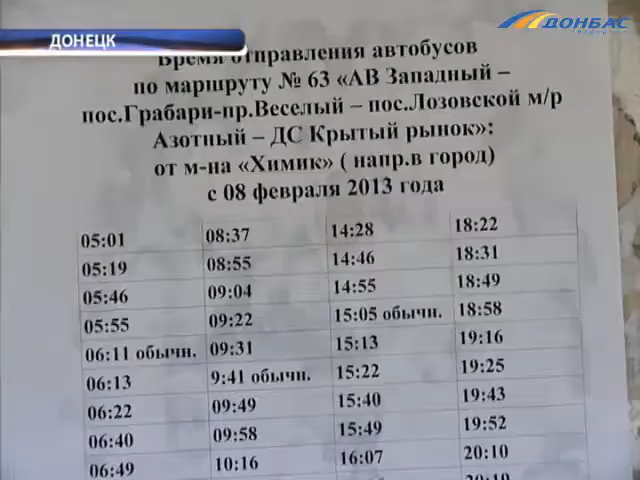 ДОНЕЦК
ДОНБАС
Время отправления автобусов
по маршруту № 63 «АВ Западный –
пос.Грабари-пр.Веселый – пос.Лозовской м/р
Азотный – ДС Крытый рынок»:
от м-на «Химик» ( напр.в город)
с 08 февраля 2013 года
05:01 08:37 14:28 18:22
05:19 08:55 14:46 18:31
05:46 09:04 14:55 18:49
05:55 09:22 15:05 обычн. 18:58
06:11 обычн. 09:31 15:13 19:16
06:13 9:41 обычн. 15:22 19:25
06:22 09:49 15:40 19:43
06:40 09:58 15:49 19:52
06:49 10:16 16:07 20:10